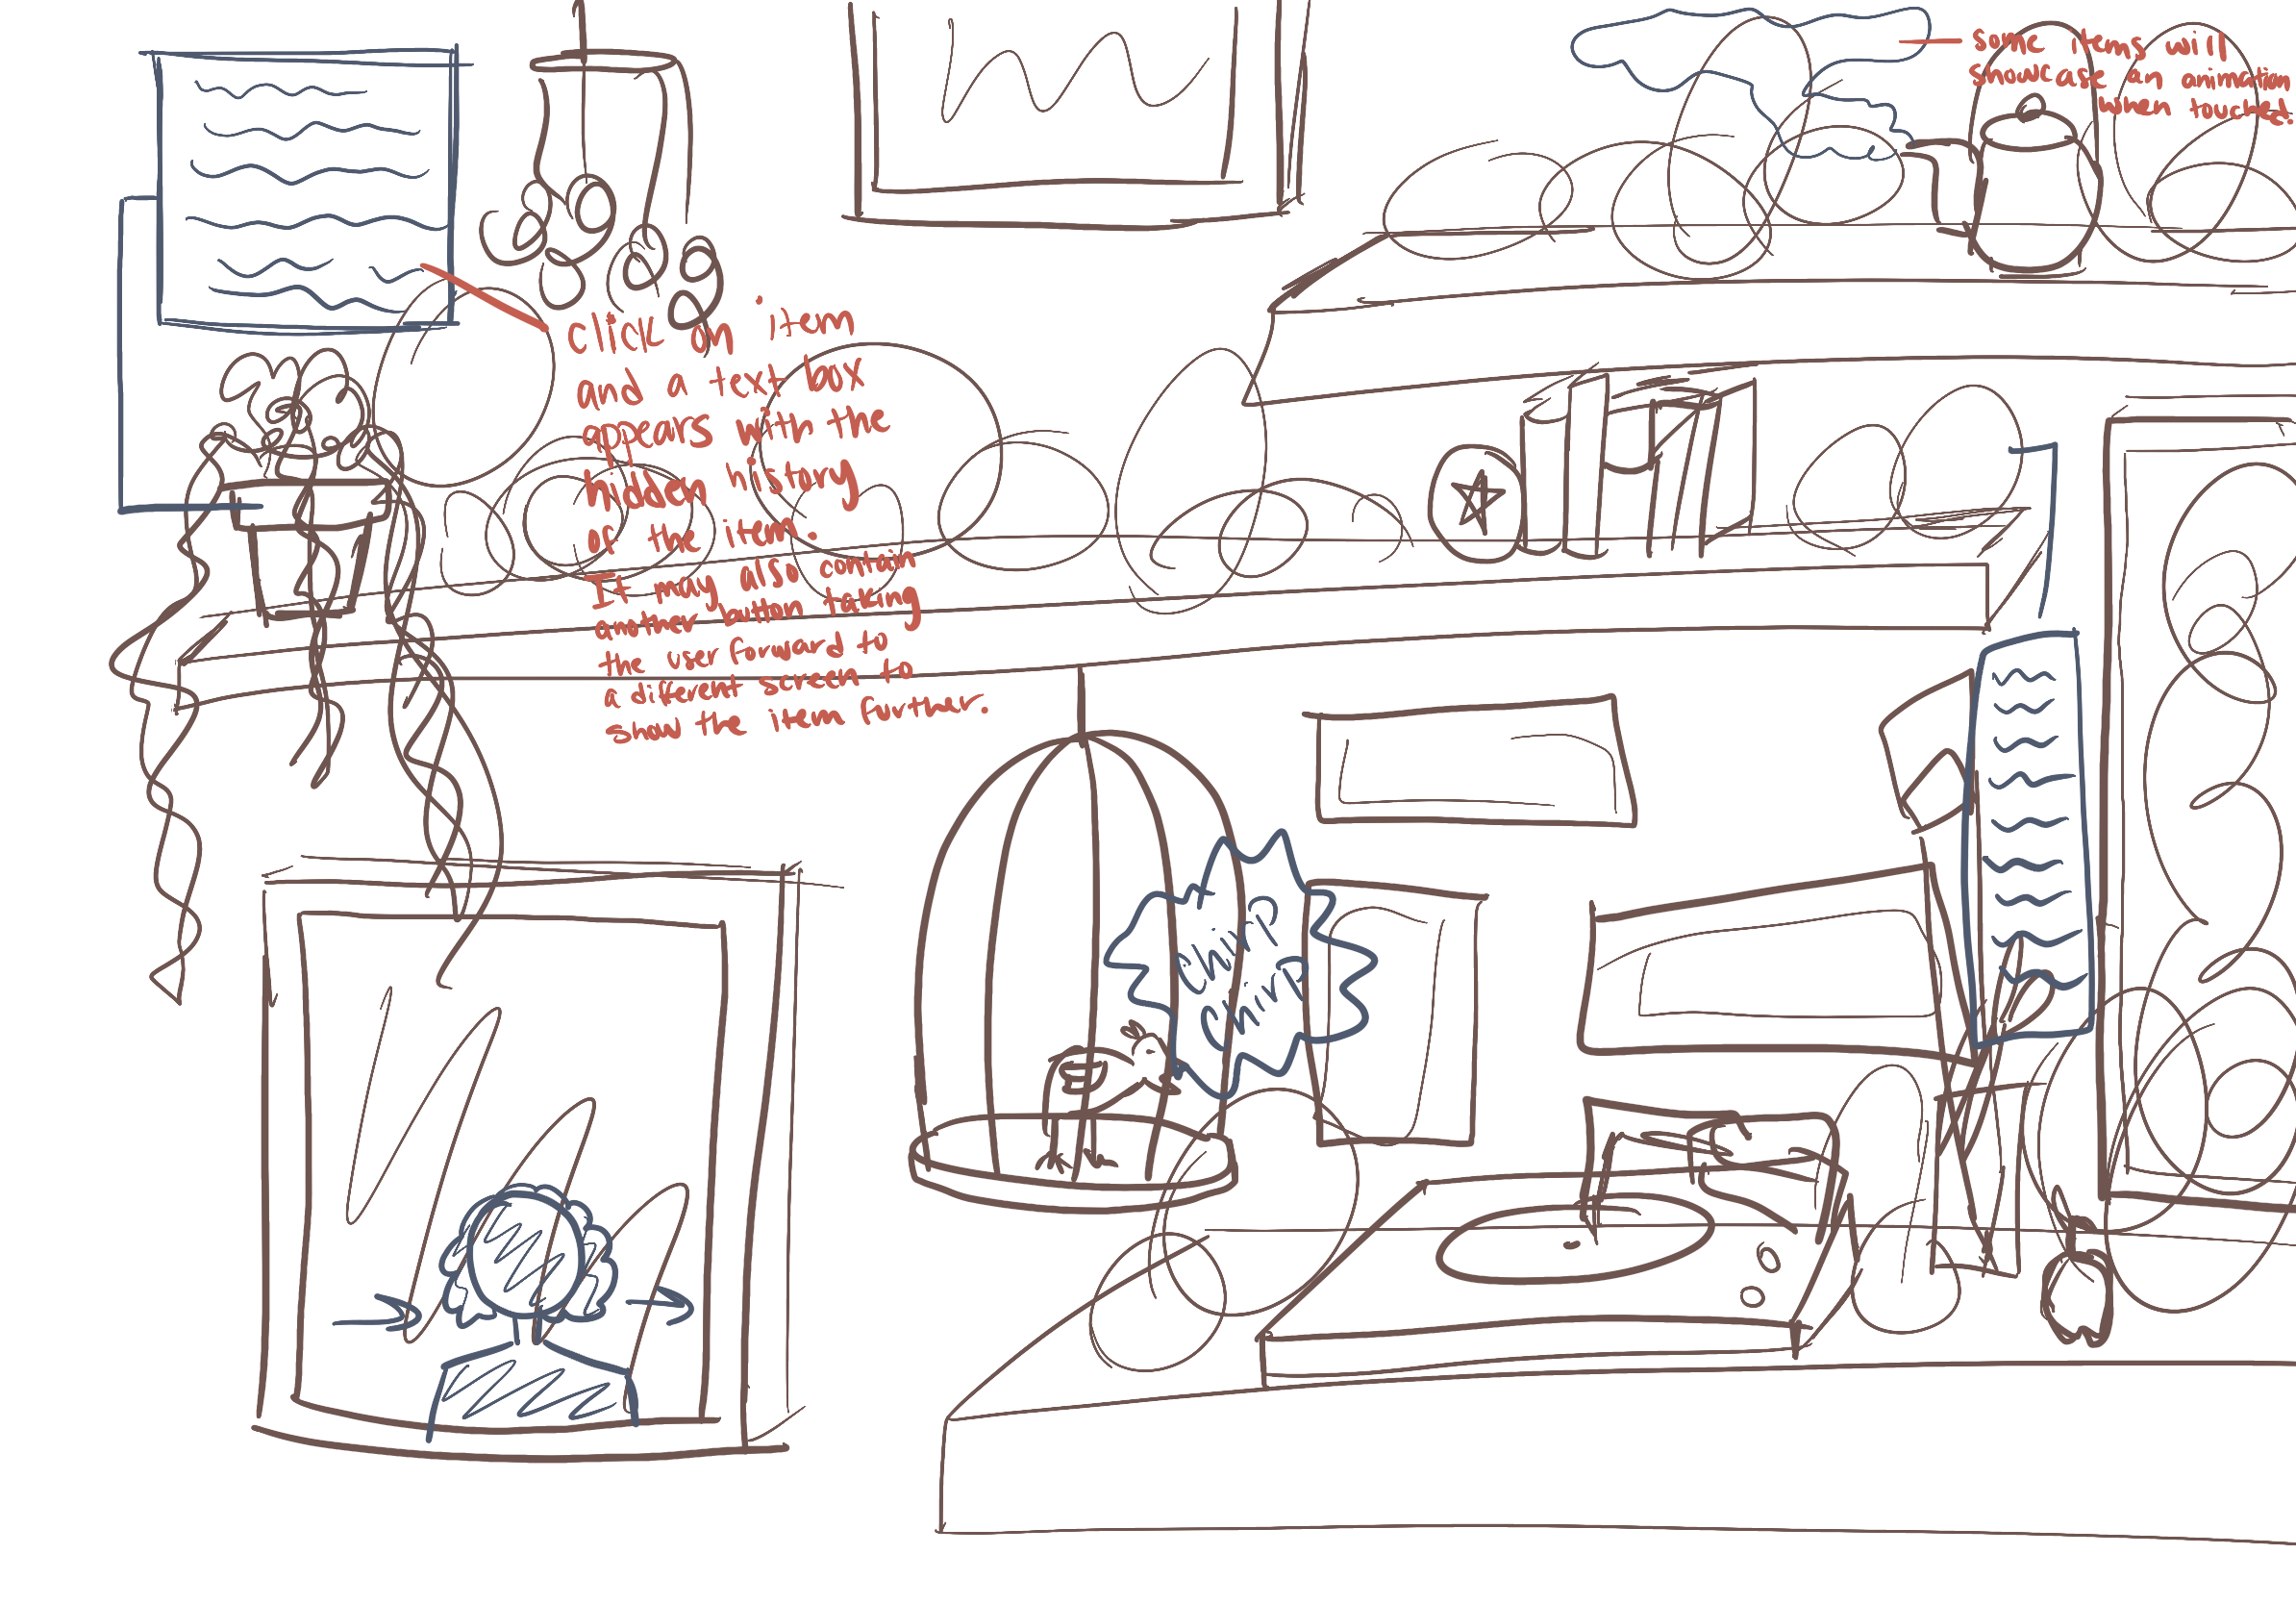 some items will
showcase an animation
when touched.
click on item
and a text box
appears with the
hidden history
of the item.
It may also contain
another button taking
the user forward to
a different screen to
show the item further.
chirp
chirp